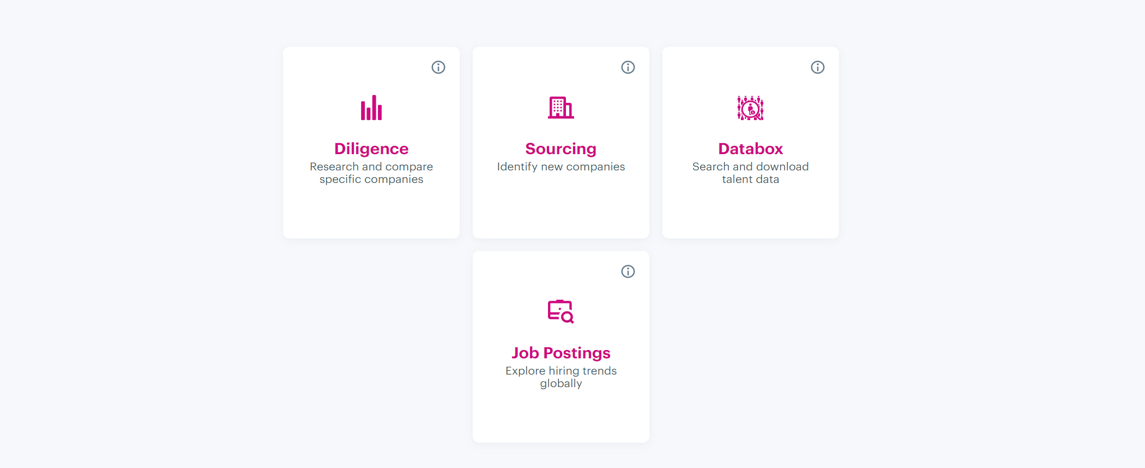 Diligence
Research and compare
specific companies
Sourcing
Identify new companies
Databox
Search and download
talent data
Job Postings
Explore hiring trends
globally